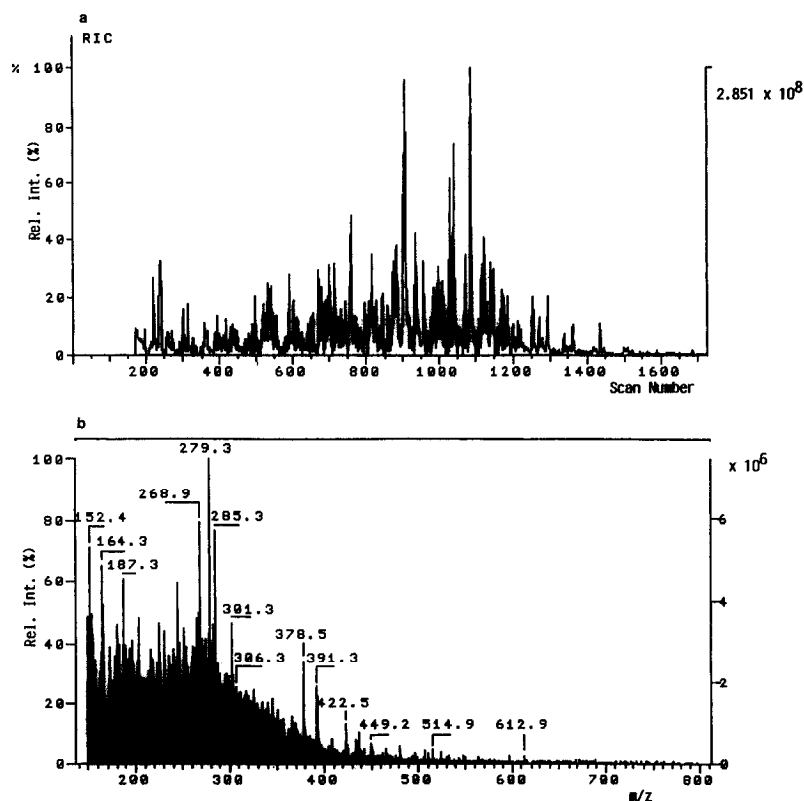 a
RIC
% 100
80
60
40
20
0
Rel. Int. (%)
2.851 x 10⁸
200 400 600 800 1000 1200 1400 1600
Scan Number
b
279.3
100
x 10⁶
268.9
152.4
285.3
80
6
164.3
187.3
60
301.3
4
378.5
306.3
391.3
40
422.5
2
20
449.2 514.9 612.9
0
0
Rel. Int. (%)
200 300 400 500 600 700 800
m/z